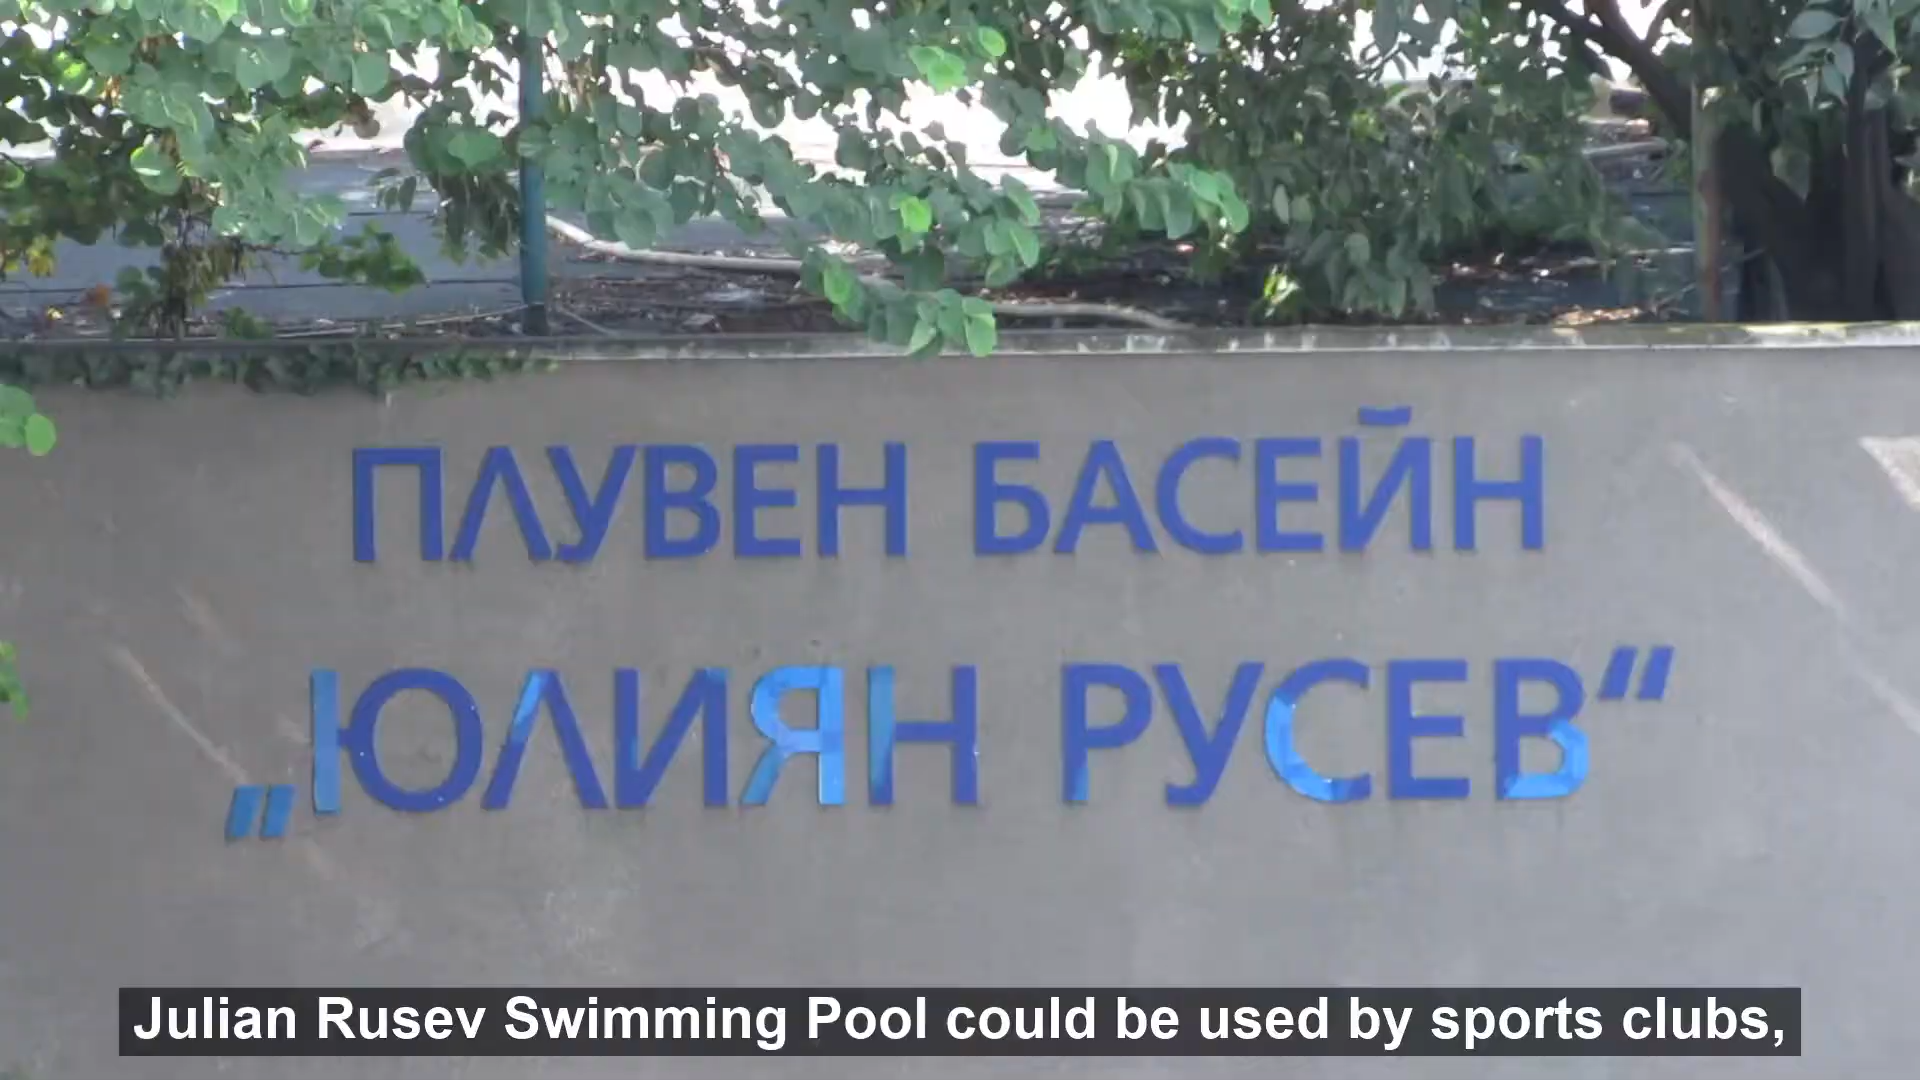 ПЛУВЕН БАСЕЙН
„ЮЛИЯН РУСЕВ“
Julian Rusev Swimming Pool could be used by sports clubs,